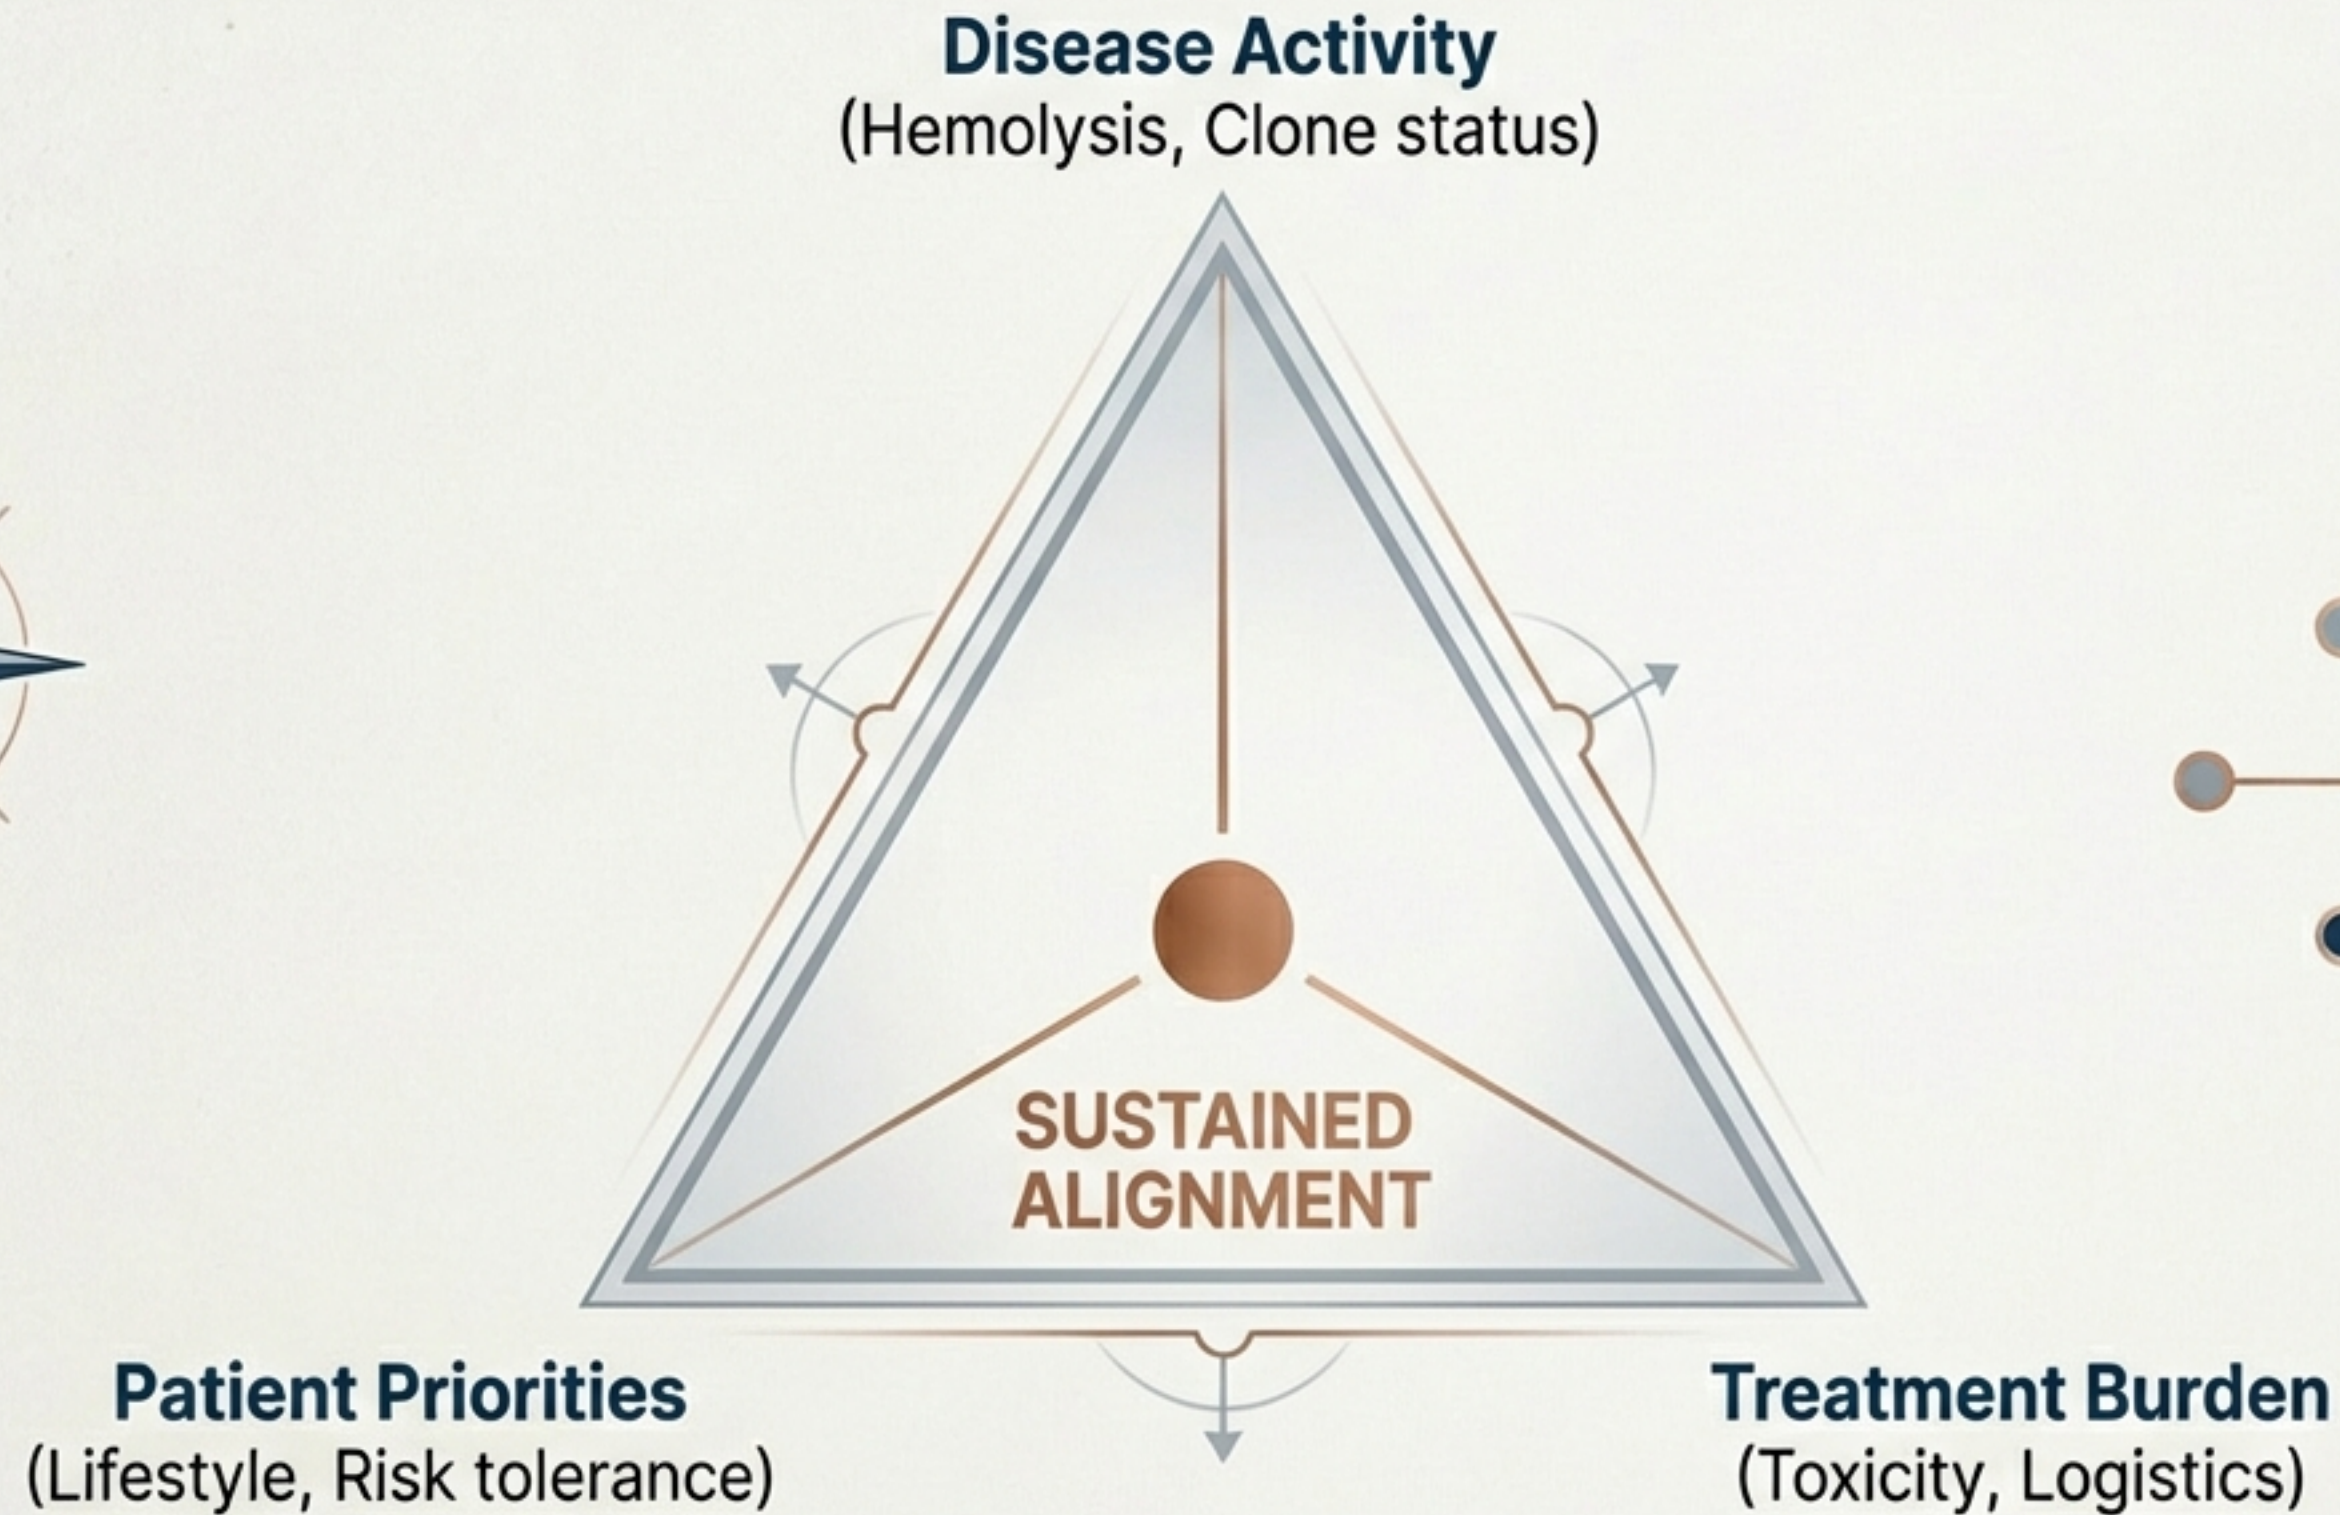 Disease Activity
(Hemolysis, Clone status)
SUSTAINED
ALIGNMENT
Patient Priorities
(Lifestyle, Risk tolerance)
Treatment Burden
(Toxicity, Logistics)